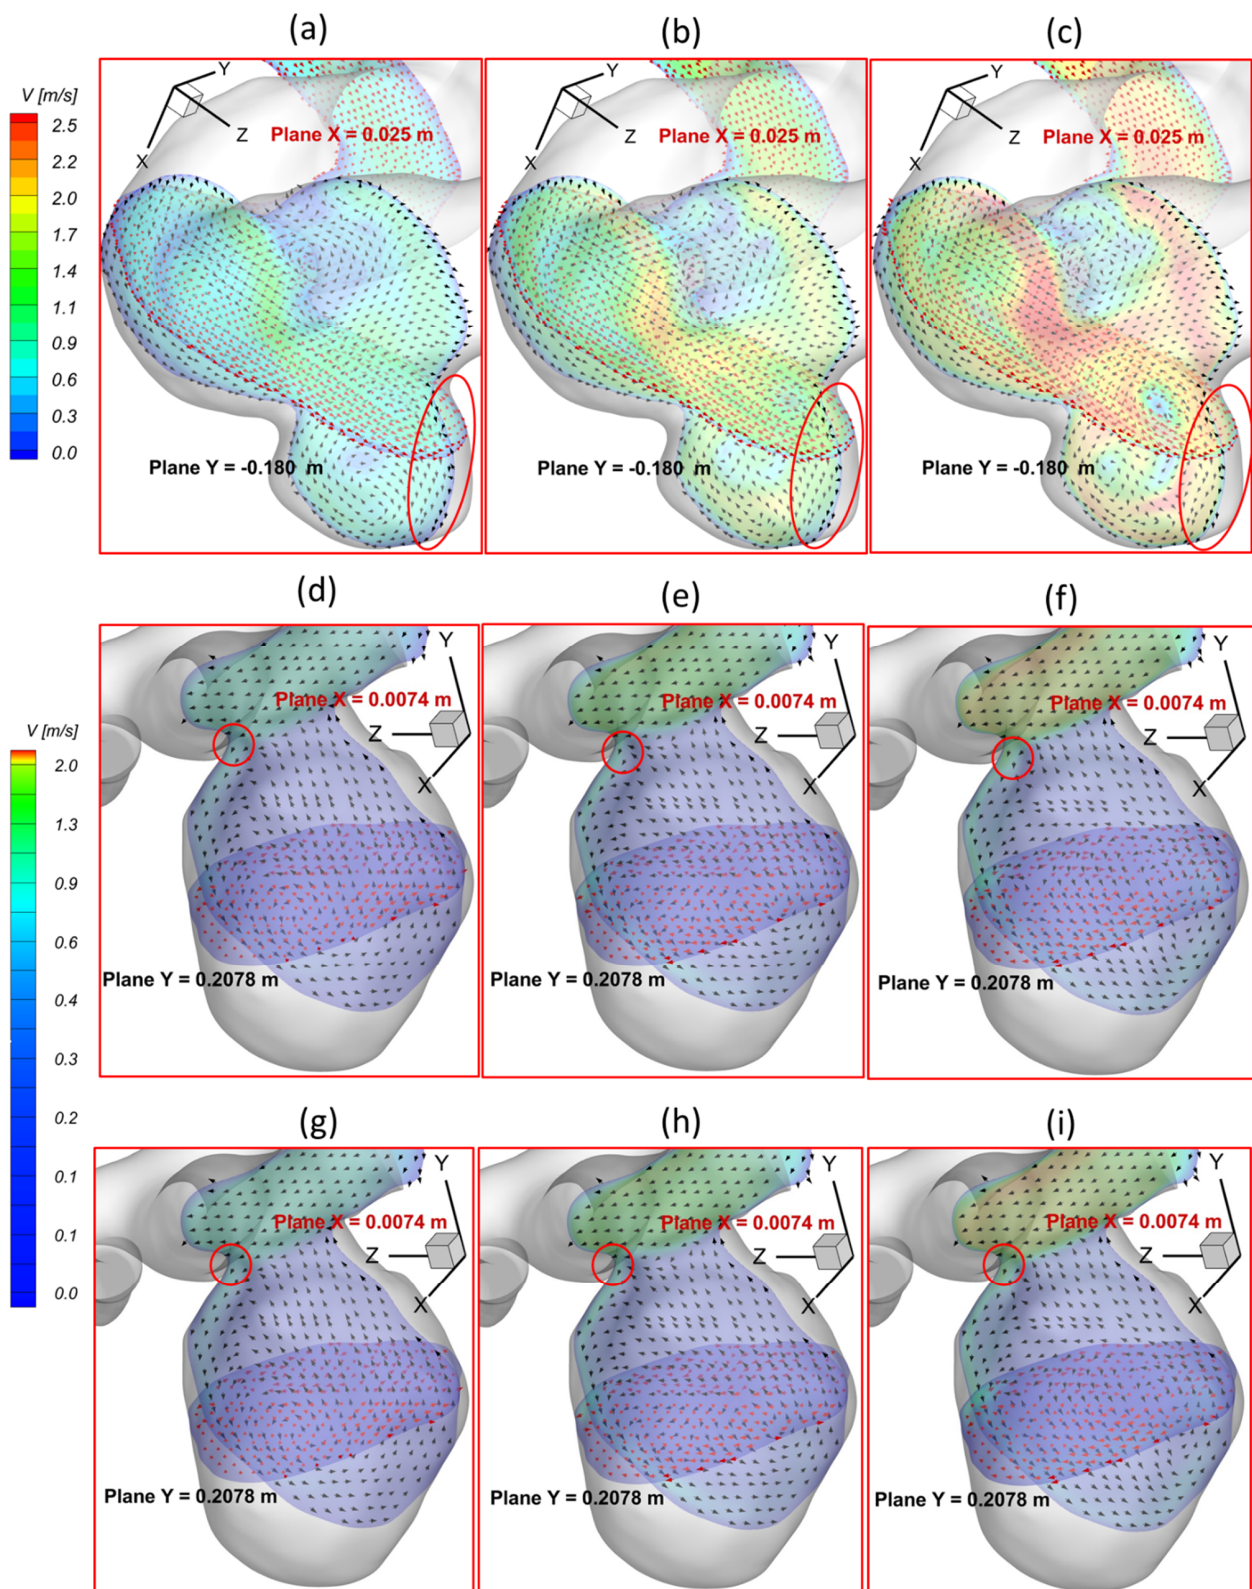 (a)
(b)
(c)
V [m/s]
2.5
2.2
2.0
1.7
1.4
1.1
0.9
0.6
0.3
0.0
Y
Z
X
Plane X = 0.025 m
Plane Y = -0.180 m
Y
Z
X
Plane X = 0.025 m
Plane Y = -0.180 m
Y
Z
X
Plane X = 0.025 m
Plane Y = -0.180 m
(d)
(e)
(f)
V [m/s]
2.0
1.3
0.9
0.6
0.4
0.3
0.2
0.1
0.1
0.0
Y
Plane X = 0.0074 m
Z
X
Plane Y = 0.2078 m
Y
Plane X = 0.0074 m
Z
X
Plane Y = 0.2078 m
Y
Plane X = 0.0074 m
Z
X
Plane Y = 0.2078 m
(g)
(h)
(i)
Y
Plane X = 0.0074 m
Z
X
Plane Y = 0.2078 m
Y
Plane X = 0.0074 m
Z
X
Plane Y = 0.2078 m
Y
Plane X = 0.0074 m
Z
X
Plane Y = 0.2078 m